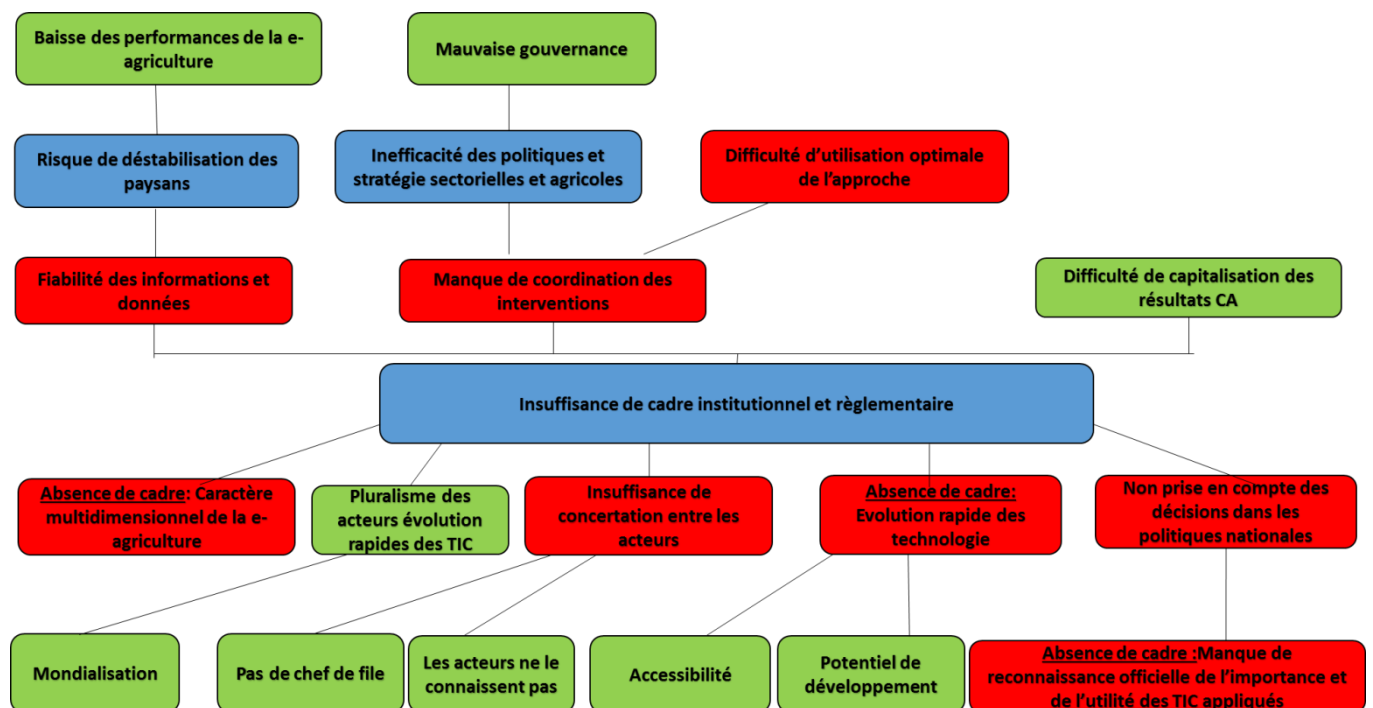 Baisse des performances de la e-
agriculture
Mauvaise gouvernance
Risque de déstabilisation des
paysans
Inefficacité des politiques et
stratégie sectorielles et agricoles
Difficulté d’utilisation optimale
de l’approche
Fiabilité des informations et
données
Manque de coordination des
interventions
Difficulté de capitalisation des
résultats CA
Insuffisance de cadre institutionnel et règlementaire
Absence de cadre: Caractère
multidimensionnel de la e-
agriculture
Pluralisme des
acteurs évolution
rapides des TIC
Insuffisance de
concertation entre les
acteurs
Absence de cadre:
Evolution rapide des
technologie
Non prise en compte des
décisions dans les
politiques nationales
Mondialisation
Pas de chef de file
Les acteurs ne le
connaissent pas
Accessibilité
Potentiel de
développement
Absence de cadre :Manque de
reconnaissance officielle de l’importance et
de l’utilité des TIC appliqués